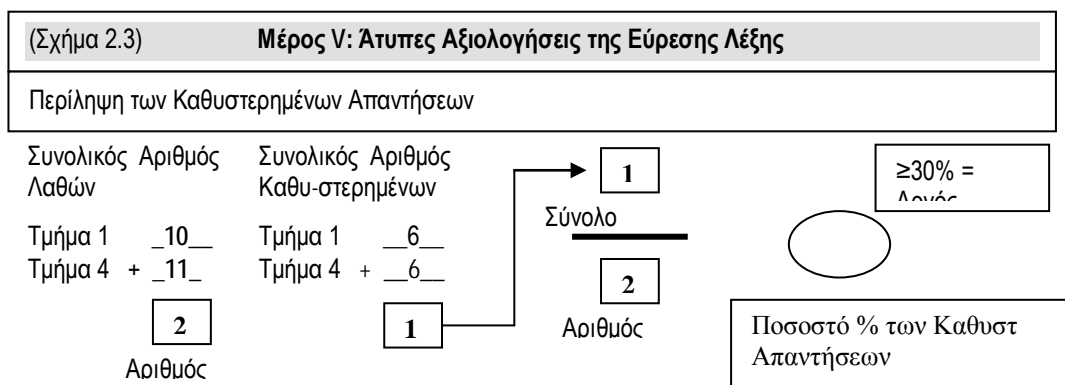 (Σχήμα 2.3) Μέρος V: Άτυπες Αξιολογήσεις της Εύρεσης Λέξης
Περίληψη των Καθυστερημένων Απαντήσεων
Συνολικός Αριθμός
Λαθών
Τμήμα 1 _10__
Τμήμα 4 + _11_
2
Αριθμός
Συνολικός Αριθμός
Καθυ-στερημένων
Τμήμα 1 __6__
Τμήμα 4 + __6__
1
1
Σύνολο
2
Αριθμός
≥30% =
Αργός
Ποσοστό % των Καθυστ
Απαντήσεων